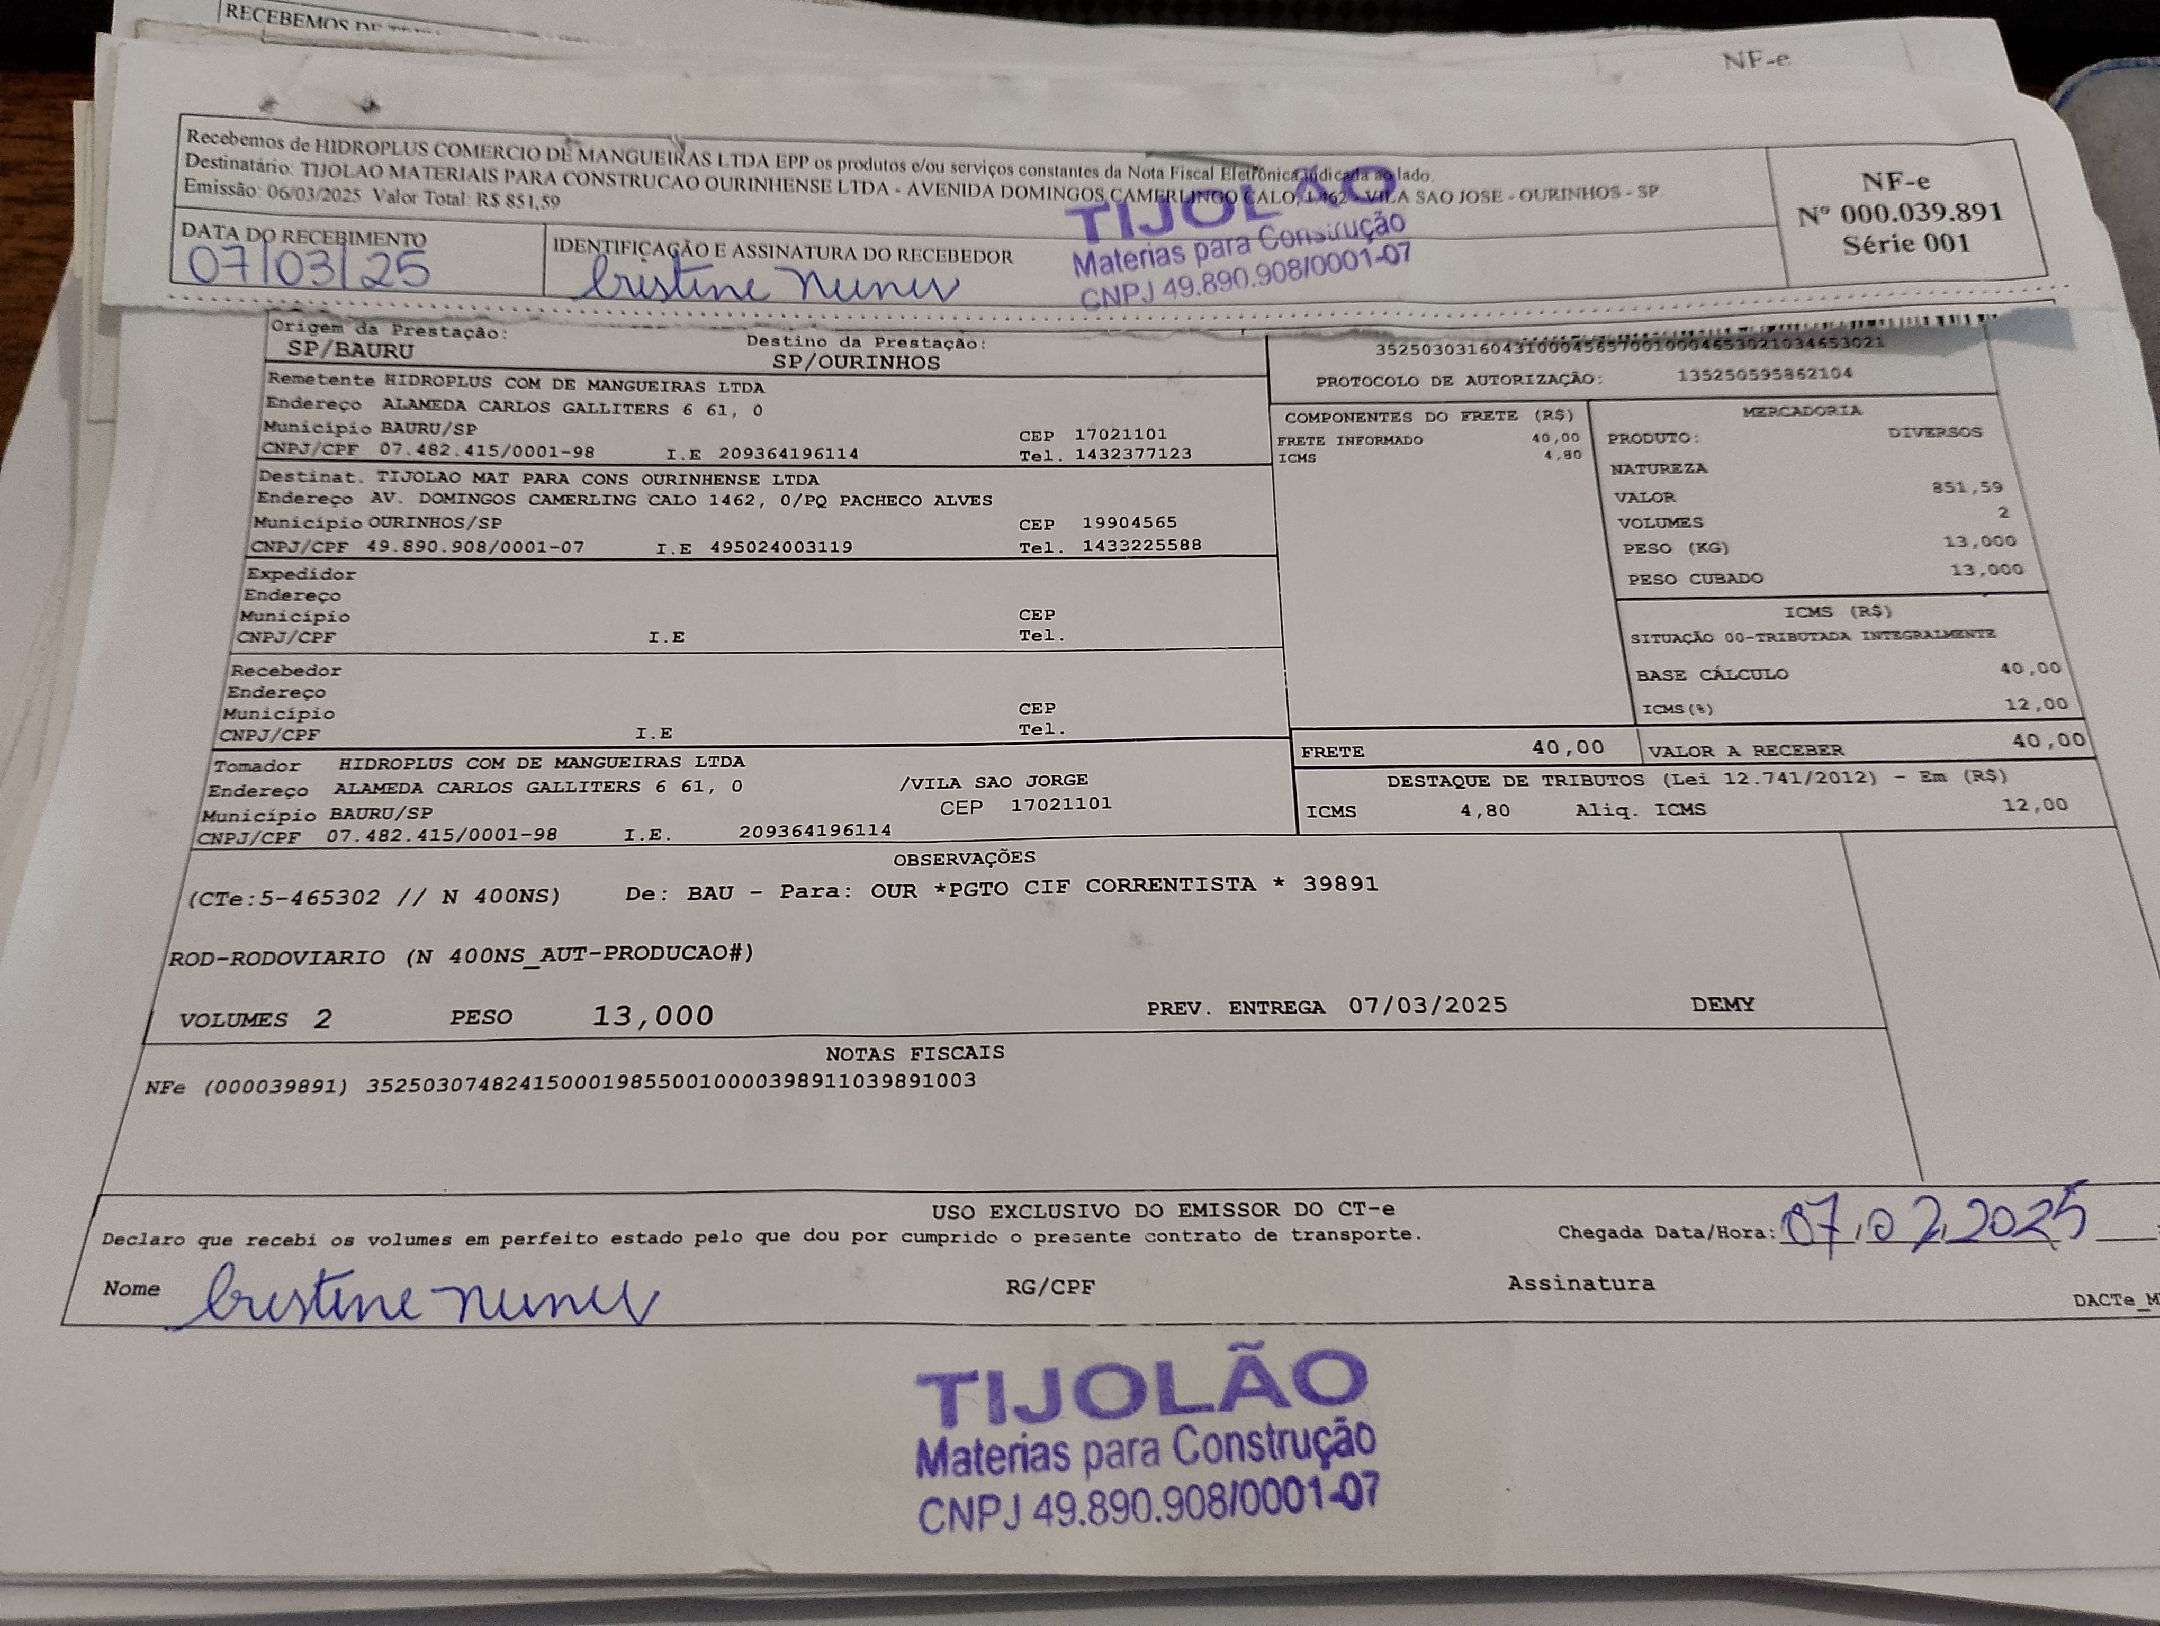 RECEBEMOS DE
NF-e
Recebemos de HIDROPLUS COMERCIO DE MANGUEIRAS LTDA EPP os produtos e/ou serviços constantes da Nota Fiscal Eletrônica indicada ao lado.
Destinatário: TIJOLAO MATERIAIS PARA CONSTRUCAO OURINHENSE LTDA - AVENIDA DOMINGOS CAMERLINGO CALO, 1462 - VILA SAO JOSE - OURINHOS - SP
Emissão: 06/03/2025 Valor Total: R$ 851,59
NF-e
Nº 000.039.891
Série 001
DATA DO RECEBIMENTO
07/03/25
IDENTIFICAÇÃO E ASSINATURA DO RECEBEDOR
Cristine Nunes
TIJOLÃO
Materias para Construção
CNPJ 49.890.908/0001-07
Origem da Prestação:
SP/BAURU
Destino da Prestação:
SP/OURINHOS
PROTOCOLO DE AUTORIZAÇÃO: 135250595862104
Remetente HIDROPLUS COM DE MANGUEIRAS LTDA
Endereço ALAMEDA CARLOS GALLITERS 6 61, 0
Município BAURU/SP CEP 17021101
CNPJ/CPF 07.482.415/0001-98 I.E 209364196114 Tel. 1432377123
Destinat. TIJOLAO MAT PARA CONS OURINHENSE LTDA
Endereço AV. DOMINGOS CAMERLING CALO 1462, 0/PQ PACHECO ALVES
Município OURINHOS/SP CEP 19904565
CNPJ/CPF 49.890.908/0001-07 I.E 495024003119 Tel. 1433225588
Expedidor
Endereço
Município CEP
CNPJ/CPF I.E Tel.
Recebedor
Endereço
Município CEP
CNPJ/CPF I.E Tel.
Tomador HIDROPLUS COM DE MANGUEIRAS LTDA
Endereço ALAMEDA CARLOS GALLITERS 6 61, 0 /VILA SAO JORGE
Município BAURU/SP CEP 17021101
CNPJ/CPF 07.482.415/0001-98 I.E. 209364196114
COMPONENTES DO FRETE (R$)
FRETE INFORMADO 40,00
ICMS 4,80
MERCADORIA
PRODUTO: DIVERSOS
NATUREZA
VALOR 851,59
VOLUMES 2
PESO (KG) 13,000
PESO CUBADO 13,000
ICMS (R$)
SITUAÇÃO 00-TRIBUTADA INTEGRALMENTE
BASE CÁLCULO 40,00
ICMS(%) 12,00
FRETE 40,00 VALOR A RECEBER 40,00
DESTAQUE DE TRIBUTOS (Lei 12.741/2012) - Em (R$)
ICMS 4,80 Aliq. ICMS 12,00
OBSERVAÇÕES
(CTe:5-465302 // N 400NS) De: BAU - Para: OUR *PGTO CIF CORRENTISTA * 39891
ROD-RODOVIARIO (N 400NS_AUT-PRODUCAO#)
VOLUMES 2 PESO 13,000 PREV. ENTREGA 07/03/2025 DEMY
NOTAS FISCAIS
NFe (000039891) 35250307482415000198550010000398911039891003
USO EXCLUSIVO DO EMISSOR DO CT-e
Declaro que recebi os volumes em perfeito estado pelo que dou por cumprido o presente contrato de transporte. Chegada Data/Hora: 07,02,2025
Nome Cristine Nunes RG/CPF Assinatura
DACTe_M
TIJOLÃO
Materias para Construção
CNPJ 49.890.908/0001-07